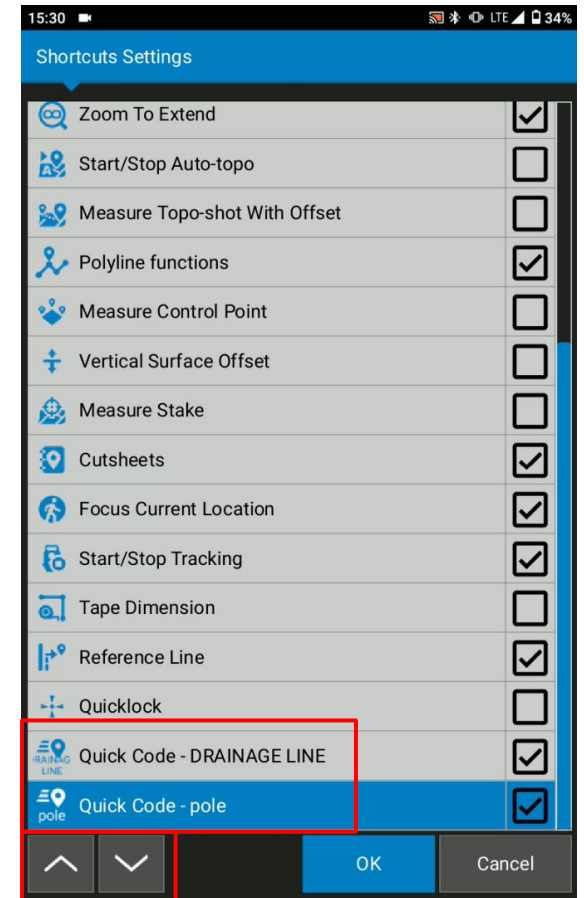 15:30
LTE 34%
Shortcuts Settings
Zoom To Extend
Start/Stop Auto-topo
Measure Topo-shot With Offset
Polyline functions
Measure Control Point
Vertical Surface Offset
Measure Stake
Cutsheets
Focus Current Location
Start/Stop Tracking
Tape Dimension
Reference Line
Quicklock
RAINAG
LINE
Quick Code - DRAINAGE LINE
pole
Quick Code - pole
OK
Cancel